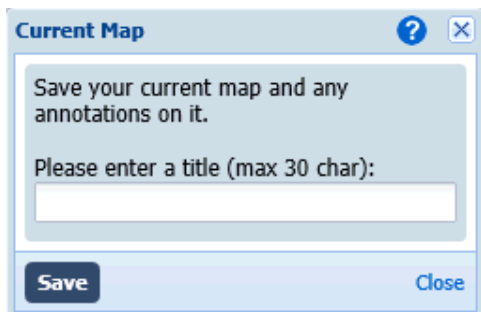 Current Map ?
Save your current map and any
annotations on it.
Please enter a title (max 30 char):
Save Close